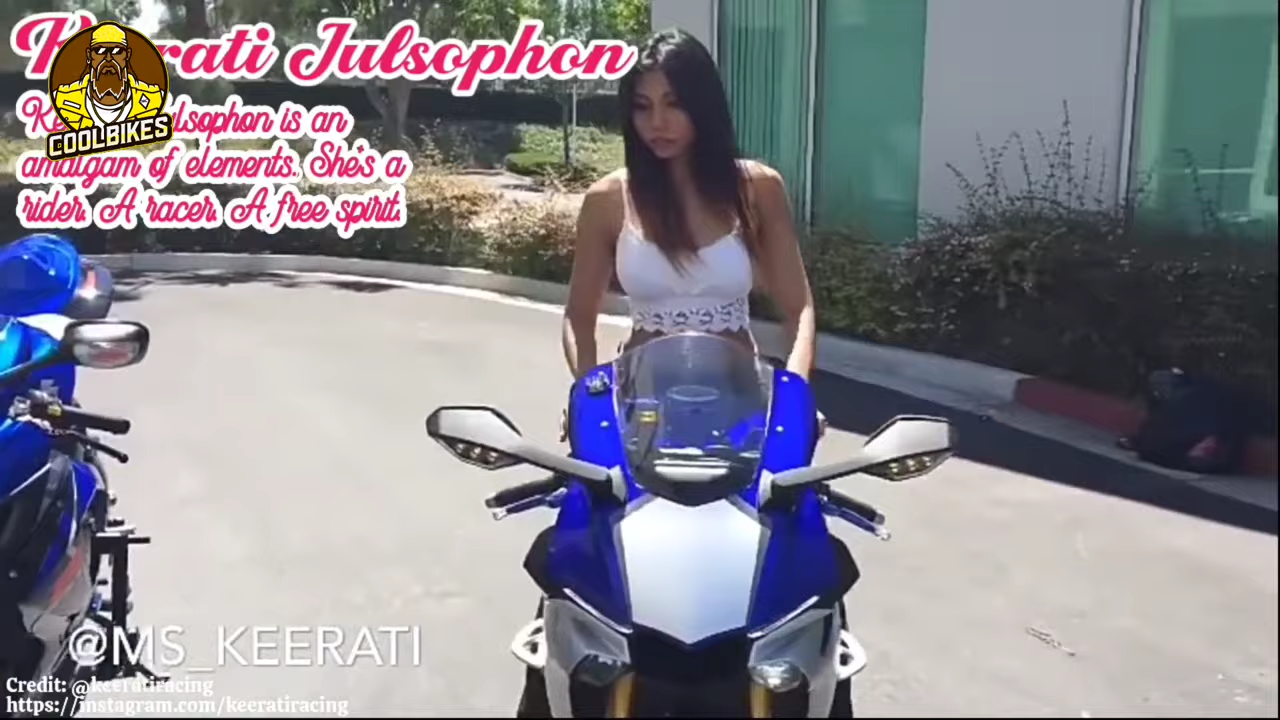 Julsophon
COOLBIKES
is an
amalgam of elements. She's a
rider. A racer. A free spirit.
@MS_KEERATI
Credit: @keeratiracing
https://instagram.com/keeratiracing